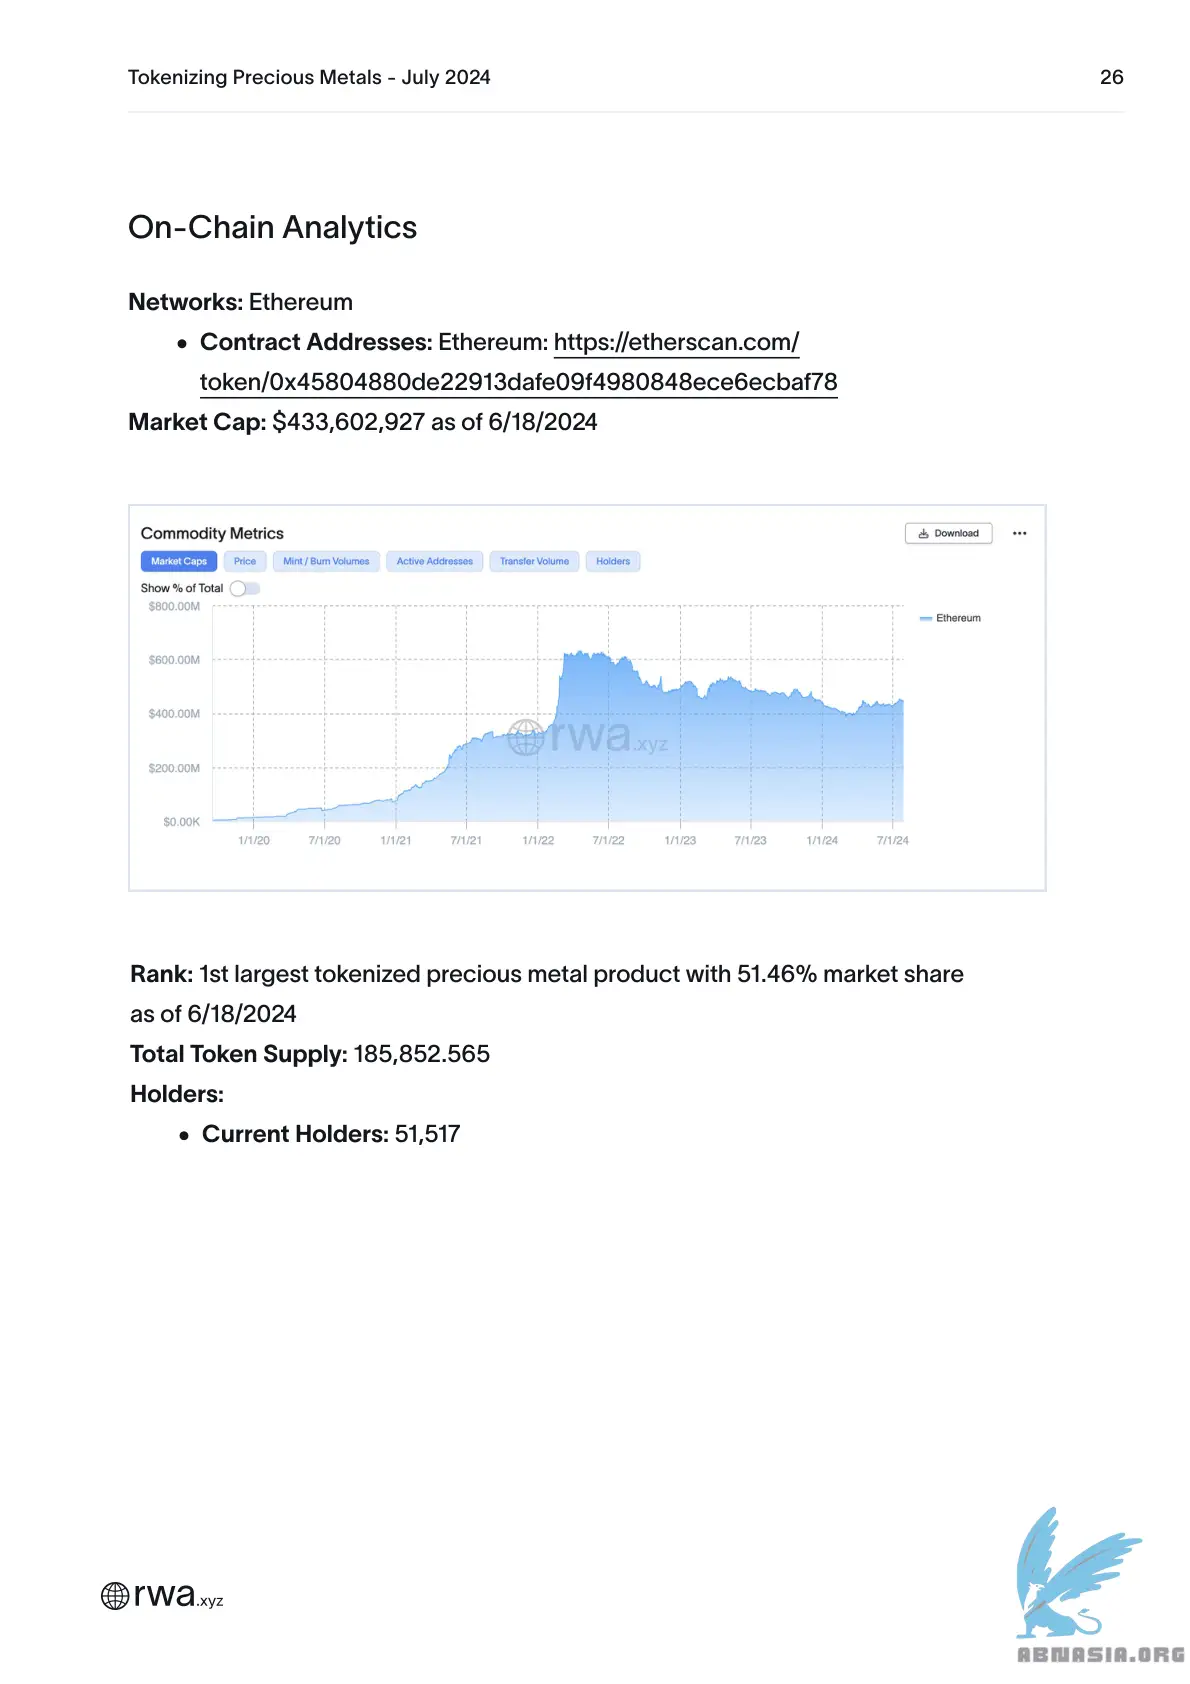 Tokenizing Precious Metals - July 2024 26
On-Chain Analytics
Networks: Ethereum
• Contract Addresses: Ethereum: https://etherscan.com/
token/0x45804880de22913dafe09f4980848ece6ecbaf78
Market Cap: $433,602,927 as of 6/18/2024
Commodity Metrics Download
Market Caps Price Mint / Burn Volumes Active Addresses Transfer Volume Holders
Show % of Total
$800.00M
Ethereum
$600.00M
$400.00M
rwa.xyz
$200.00M
$0.00K
1/1/20 7/1/20 1/1/21 7/1/21 1/1/22 7/1/22 1/1/23 7/1/23 1/1/24 7/1/24
Rank: 1st largest tokenized precious metal product with 51.46% market share
as of 6/18/2024
Total Token Supply: 185,852.565
Holders:
• Current Holders: 51,517
rwa.xyz
ABNASIA.ORG